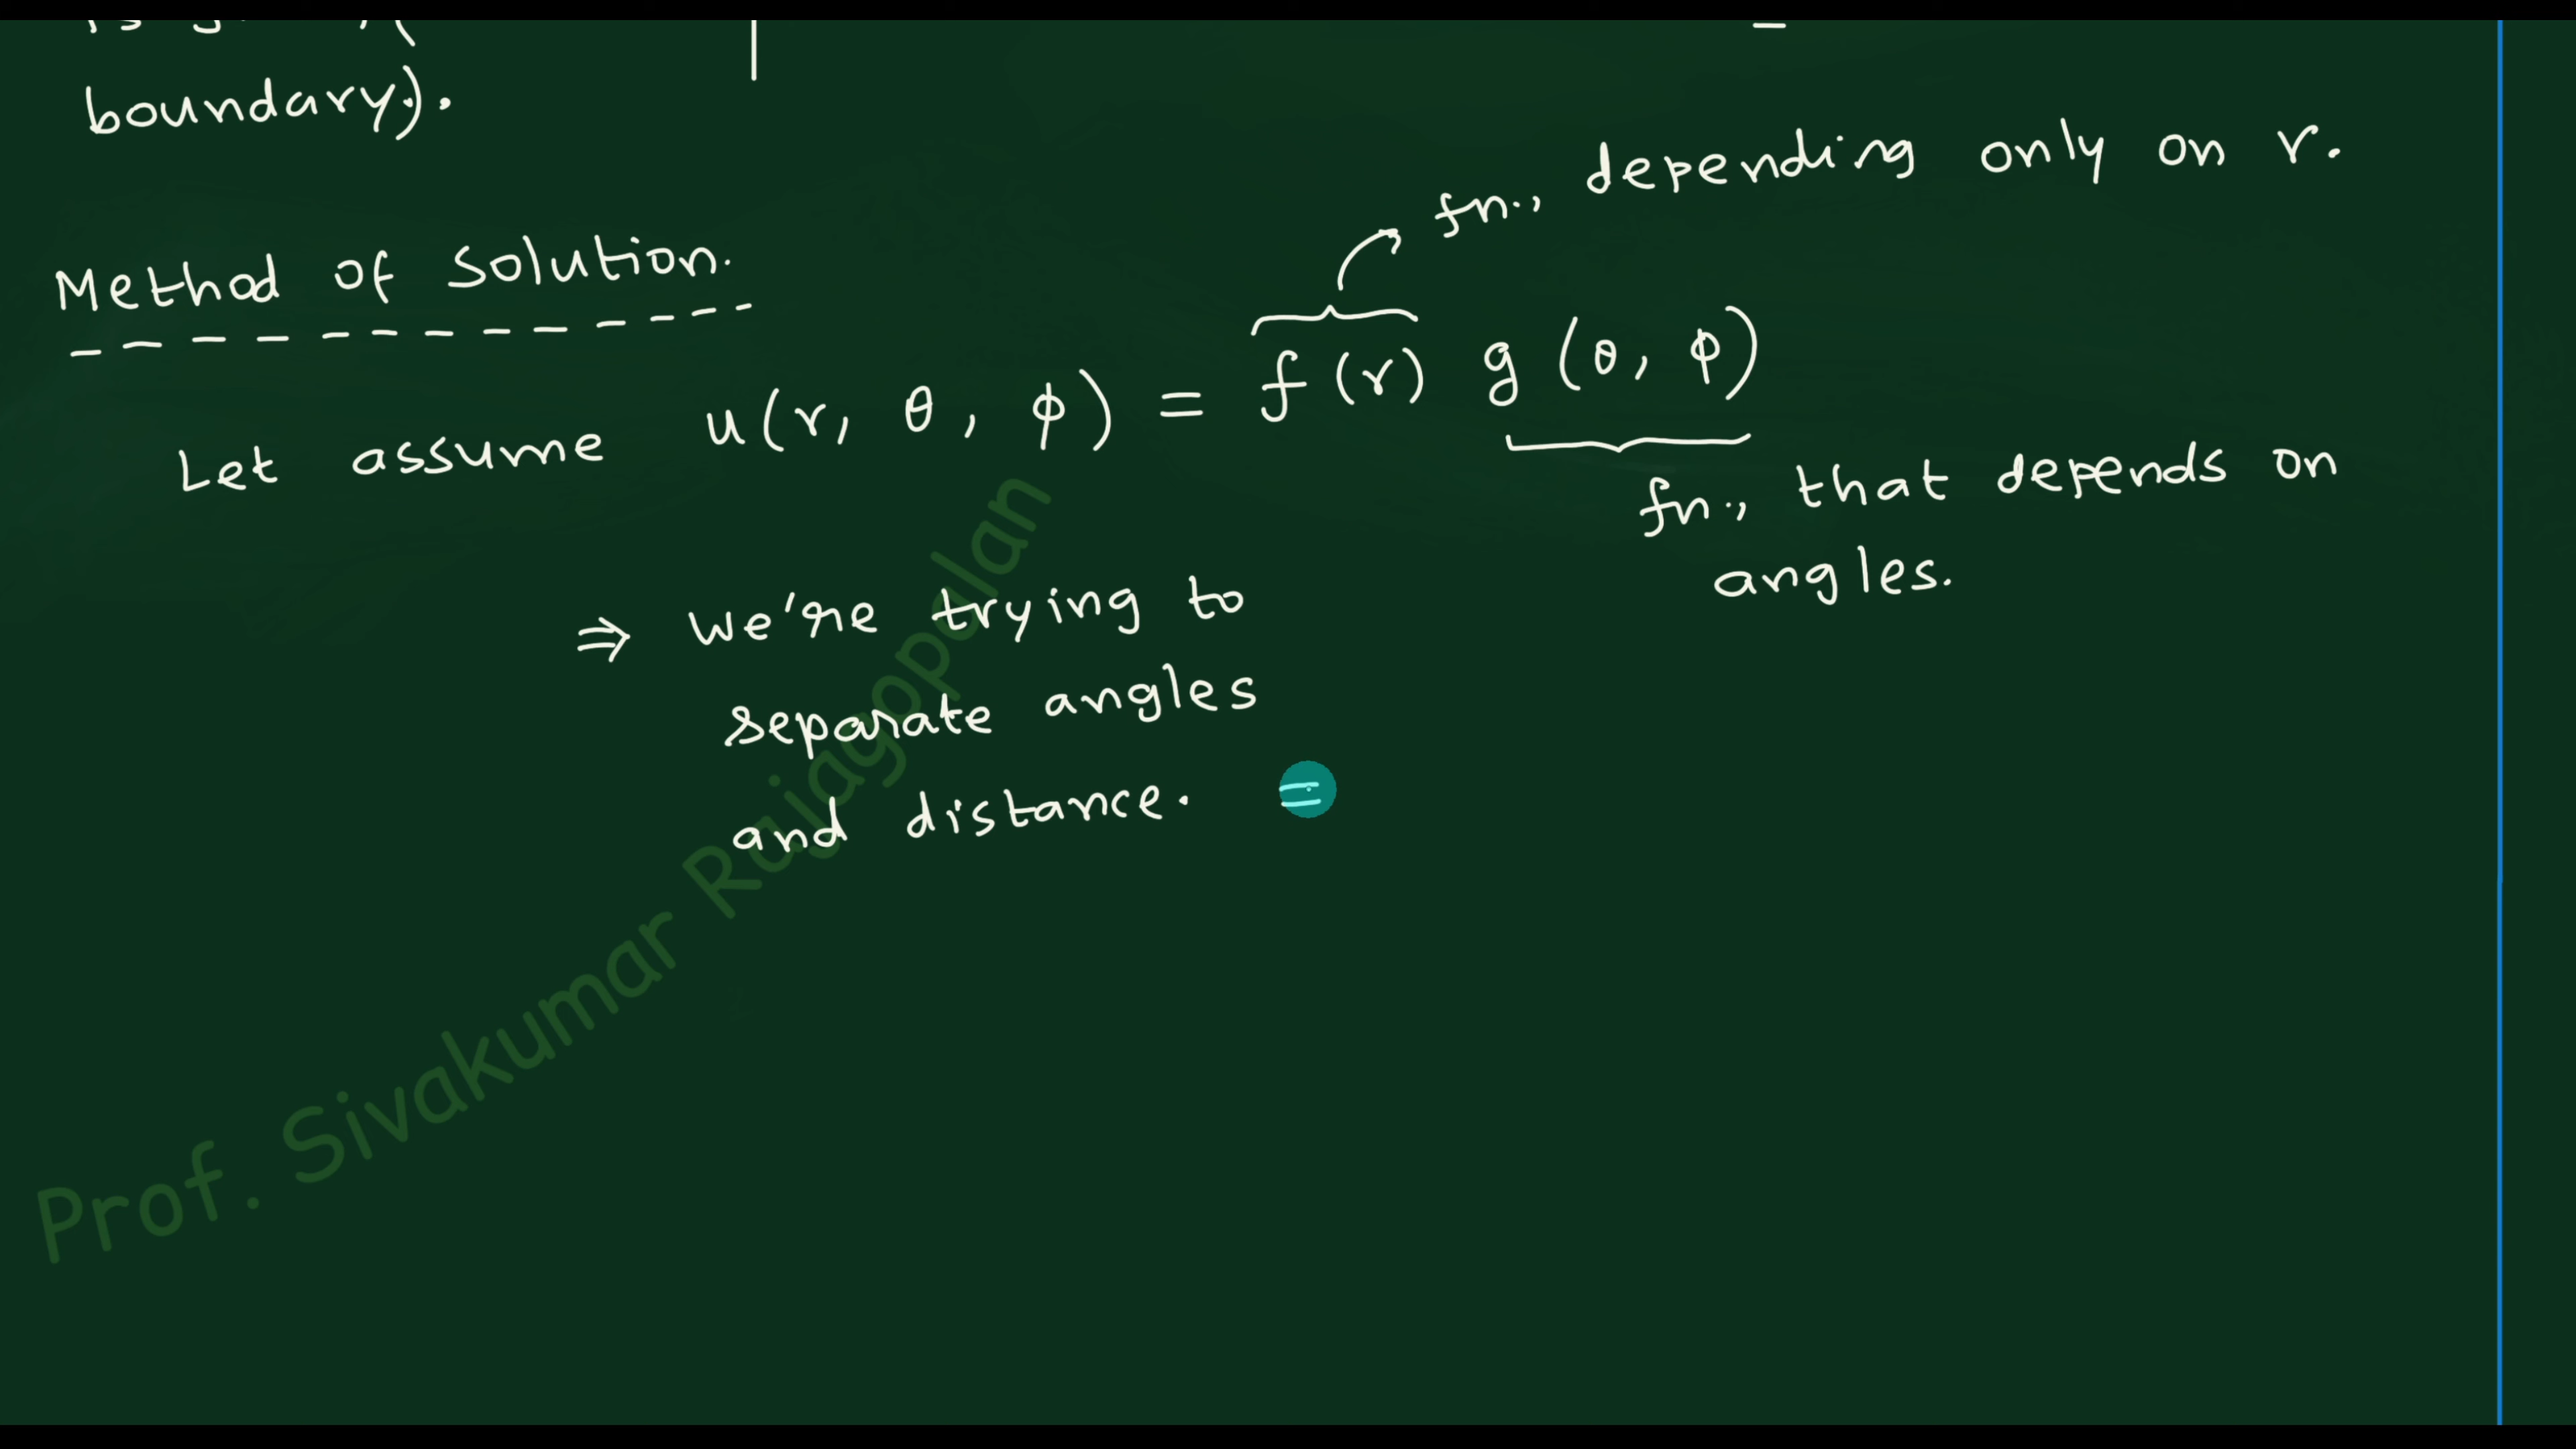 boundary).
fn., depending only on r.
Method of Solution.
Let assume u(r, θ, ϕ) = f(r) g(θ, ϕ)
fn., that depends on
angles.
⇒ We're trying to
separate angles
and distance. =
Prof. Sivakumar Rajagopalan